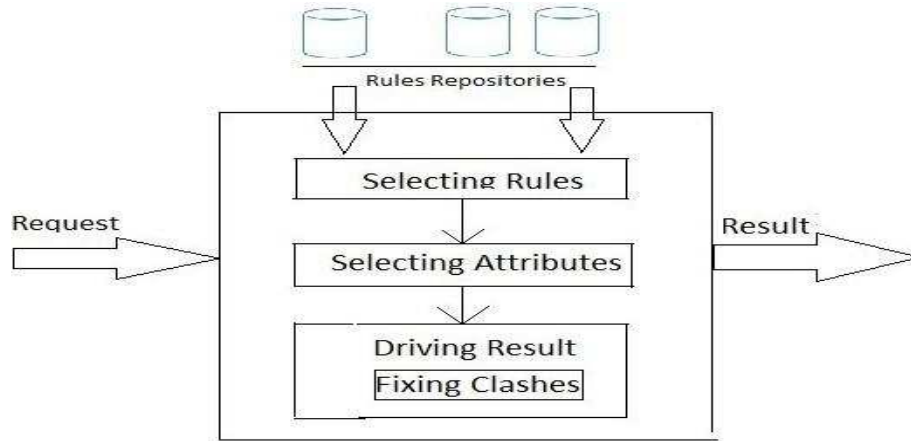 Rules Repositories
Selecting Rules
Request
Result
Selecting Attributes
Driving Result
Fixing Clashes